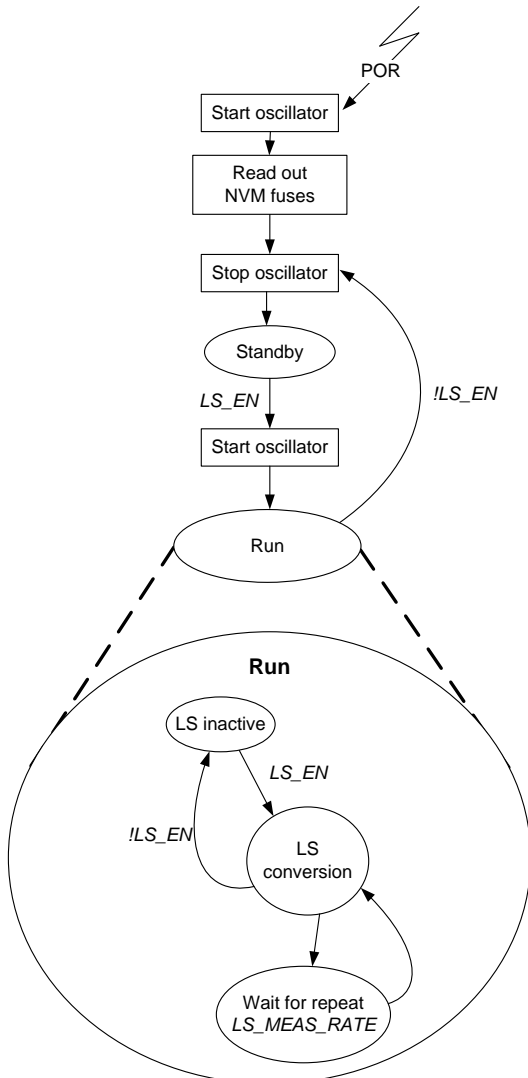 POR
Start oscillator
Read out
NVM fuses
Stop oscillator
Standby
LS_EN
!LS_EN
Start oscillator
Run
Run
LS inactive
LS_EN
!LS_EN
LS
conversion
Wait for repeat
LS_MEAS_RATE